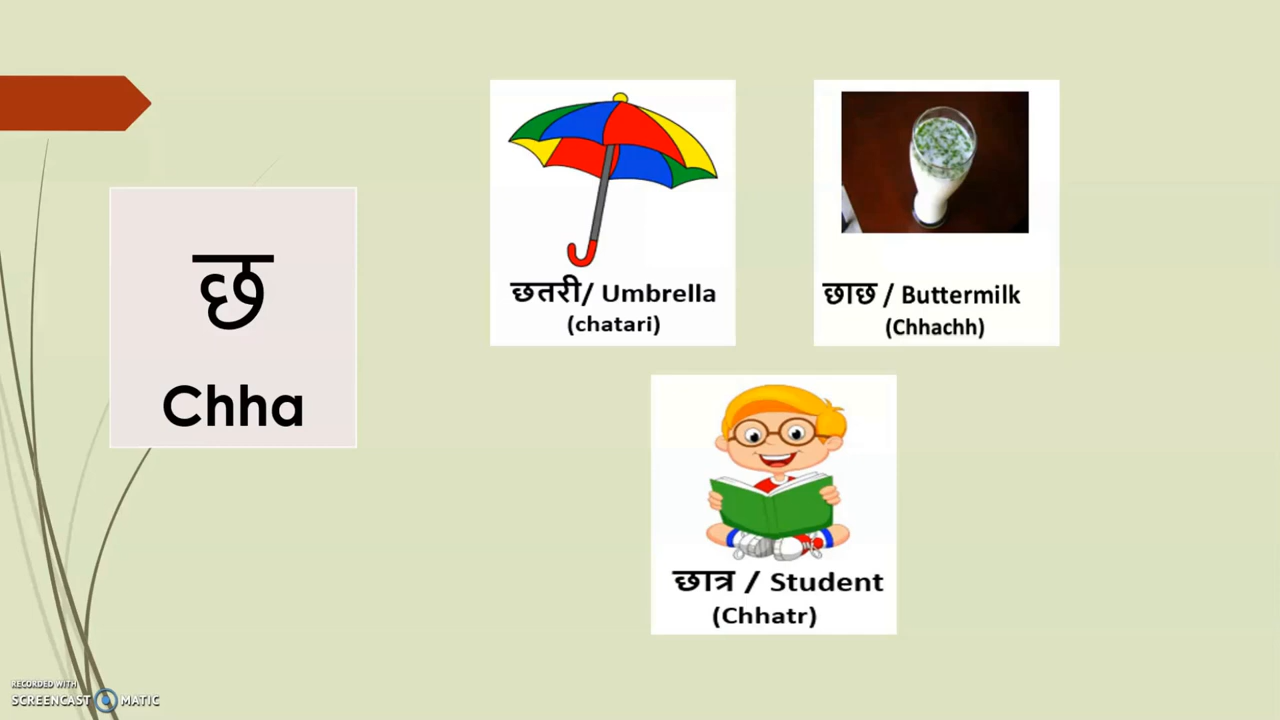 छ
Chha
छतरी/ Umbrella
(chatari)
छाछ / Buttermilk
(Chhachh)
छात्र / Student
(Chhatr)
RECORDED WITH
SCREENCAST MATIC